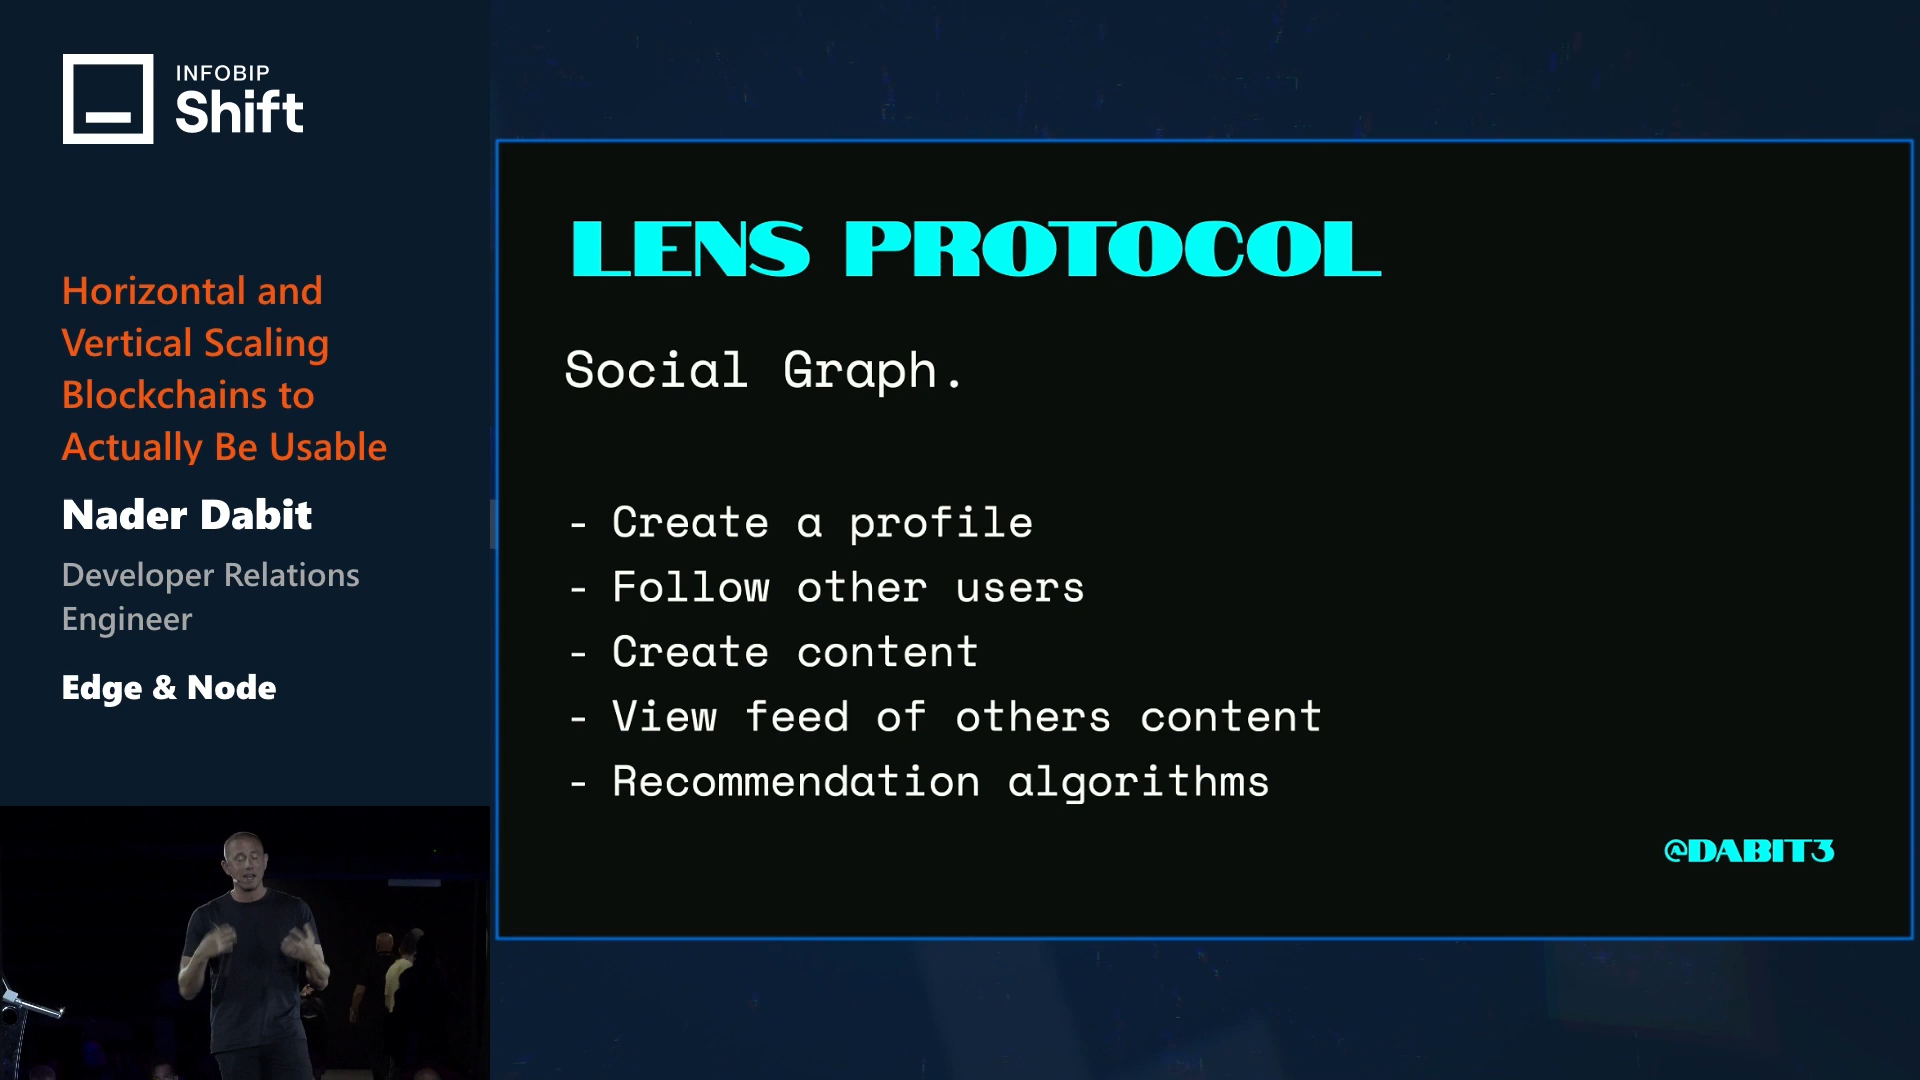 INFOBIP
Shift
Horizontal and
Vertical Scaling
Blockchains to
Actually Be Usable
Nader Dabit
Developer Relations
Engineer
Edge & Node
LENS PROTOCOL
Social Graph.
- Create a profile
- Follow other users
- Create content
- View feed of others content
- Recommendation algorithms
@DABIT3